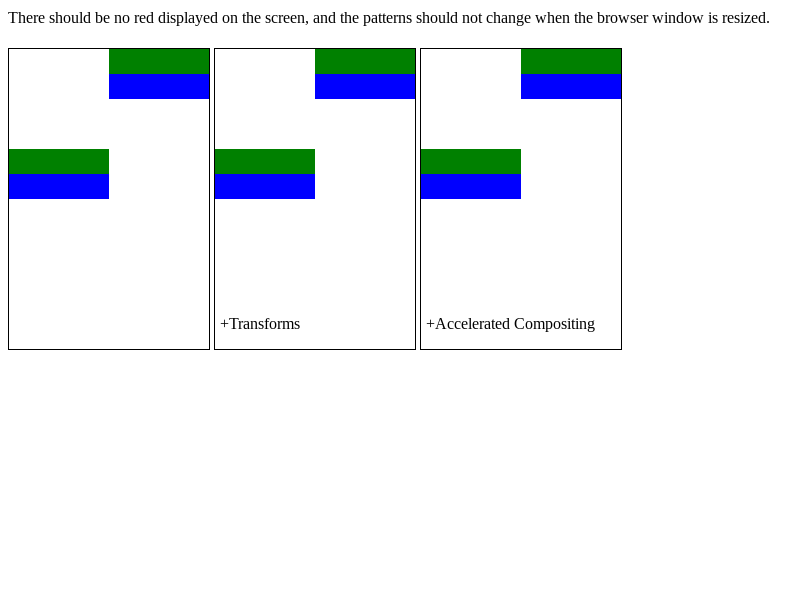 There should be no red displayed on the screen, and the patterns should not change when the browser window is resized.
+Transforms
+Accelerated Compositing